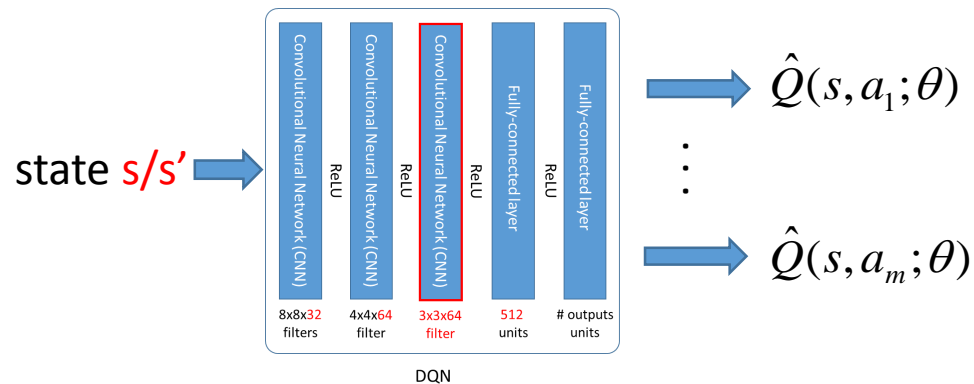 state s/s’
Convolutional Neural Network (CNN)
ReLU
Convolutional Neural Network (CNN)
ReLU
Convolutional Neural Network (CNN)
ReLU
Fully-connected layer
ReLU
Fully-connected layer
8x8x32
filters
4x4x64
filter
3x3x64
filter
512
units
# outputs
units
DQN
Q̂(s,a₁;θ)
⋮
Q̂(s,aₘ;θ)